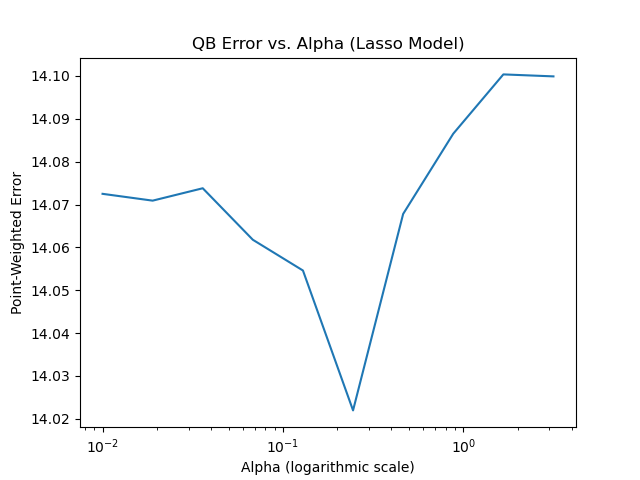 QB Error vs. Alpha (Lasso Model)
Point-Weighted Error
14.10
14.09
14.08
14.07
14.06
14.05
14.04
14.03
14.02
10⁻² 10⁻¹ 10⁰
Alpha (logarithmic scale)